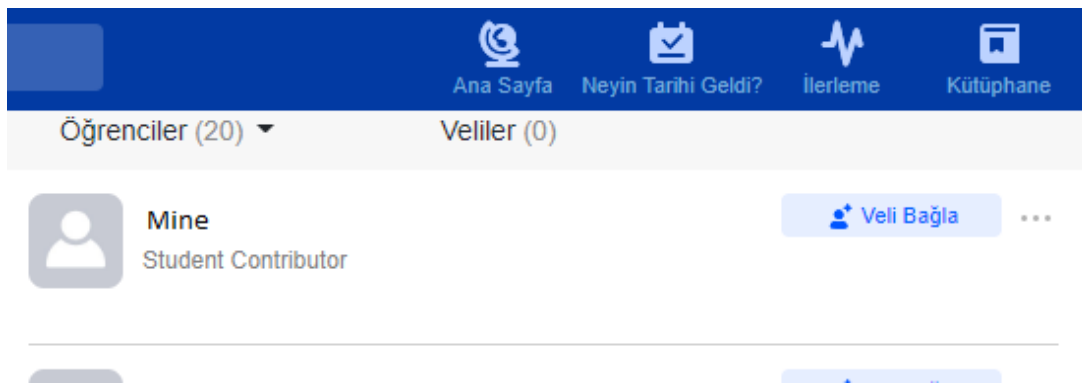 Ana Sayfa Neyin Tarihi Geldi? İlerleme Kütüphane
Öğrenciler (20) Veliler (0)
Mine Veli Bağla
Student Contributor